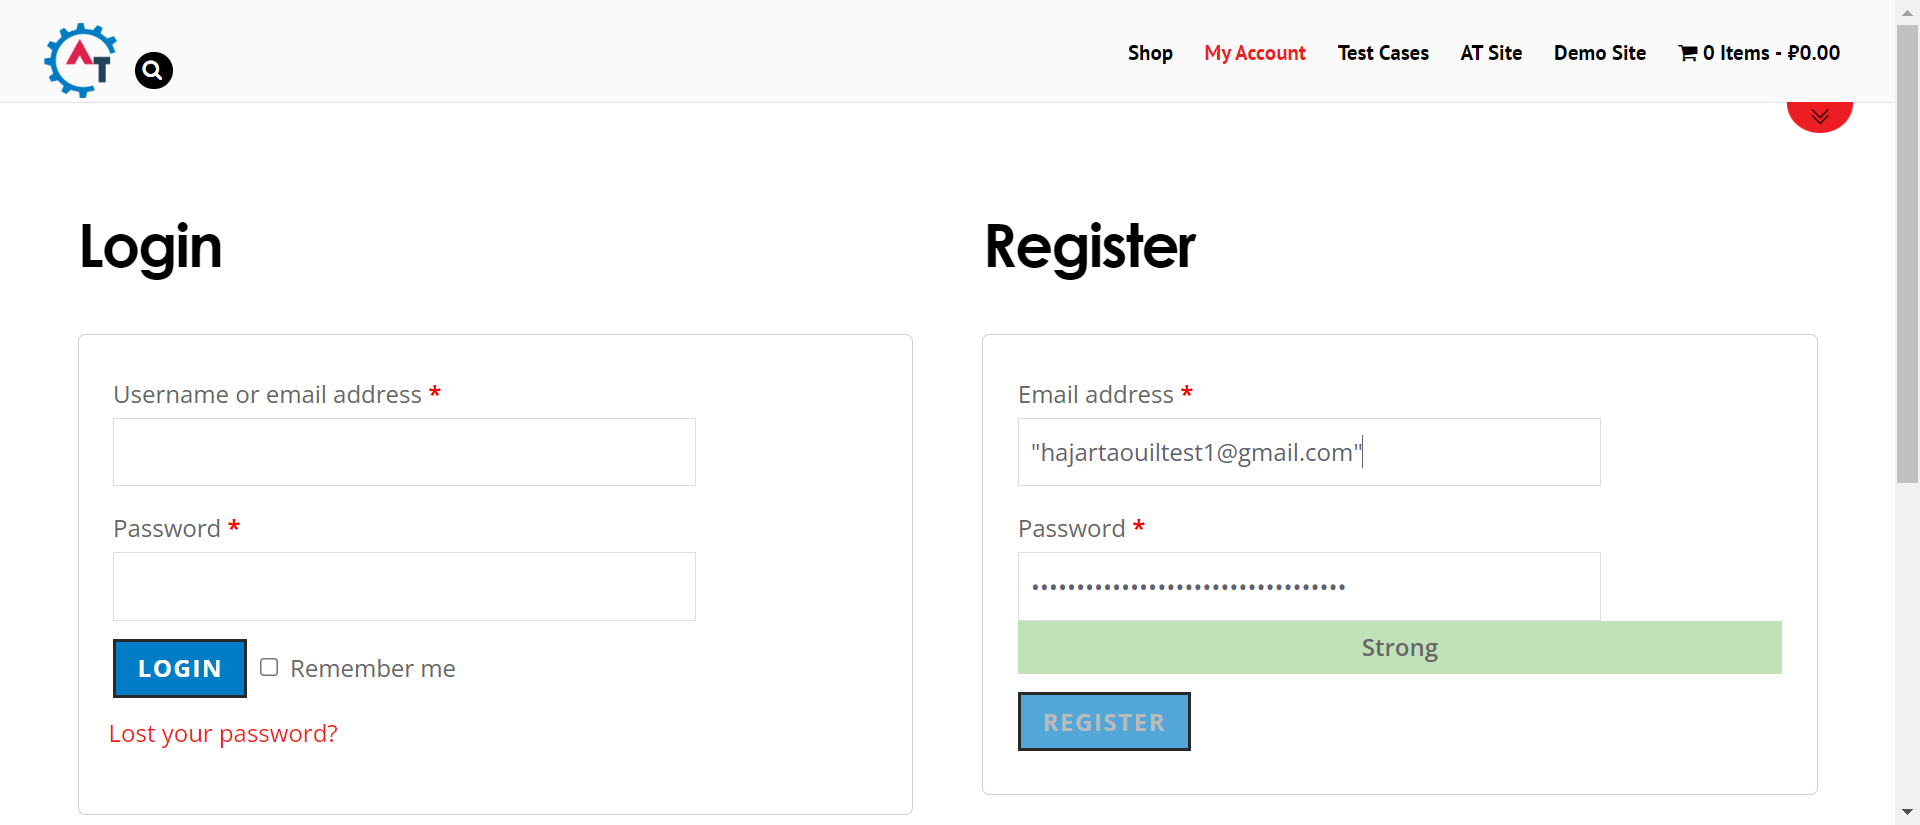 AT
Shop My Account Test Cases AT Site Demo Site 0 Items - ₽0.00
Login
Username or email address *
Password *
LOGIN Remember me
Lost your password?
Register
Email address *
"hajartaouiltest1@gmail.com"
Password *
•••••••••••••••••••••••••••••••••••
Strong
REGISTER